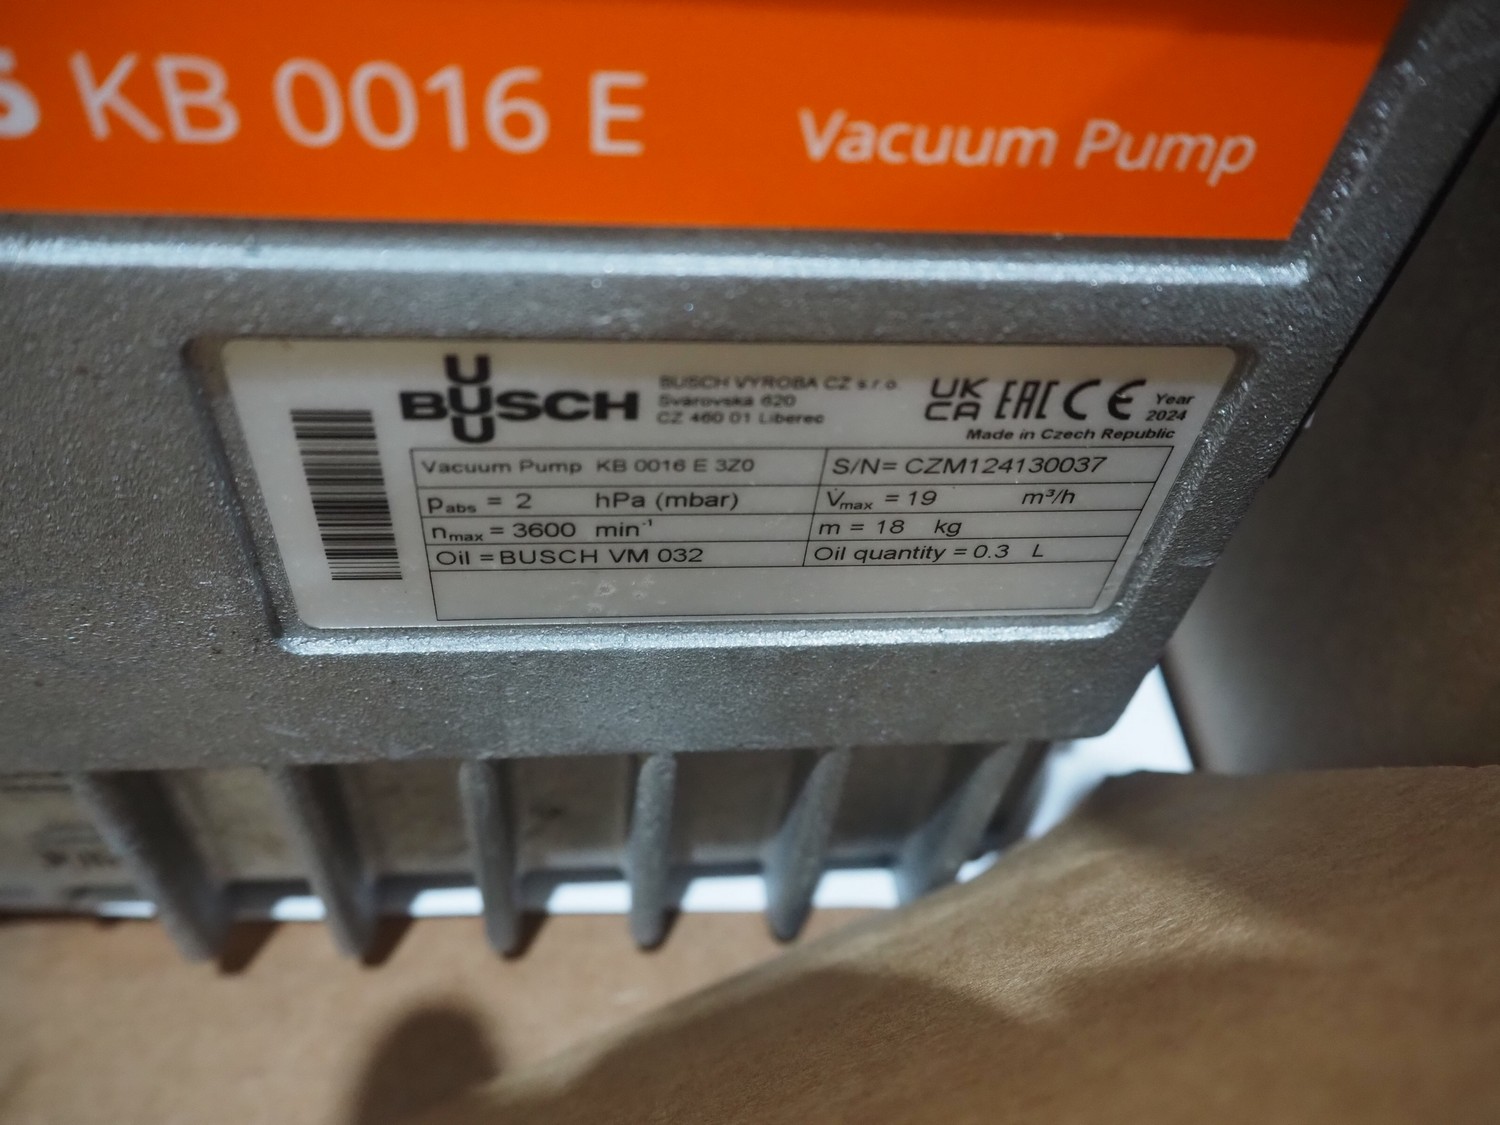 KB 0016 E
Vacuum Pump
BUSCH
BUSCH VÝROBA CZ s.r.o.
Svárovská 620
CZ 460 01 Liberec
UK CA EAC CE
Year
2024
Made in Czech Republic
Vacuum Pump KB 0016 E 3Z0
S/N= CZM124130037
pabs = 2 hPa (mbar)
V̇max = 19 m³/h
nmax = 3600 min⁻¹
m = 18 kg
Oil =BUSCH VM 032
Oil quantity = 0.3 L